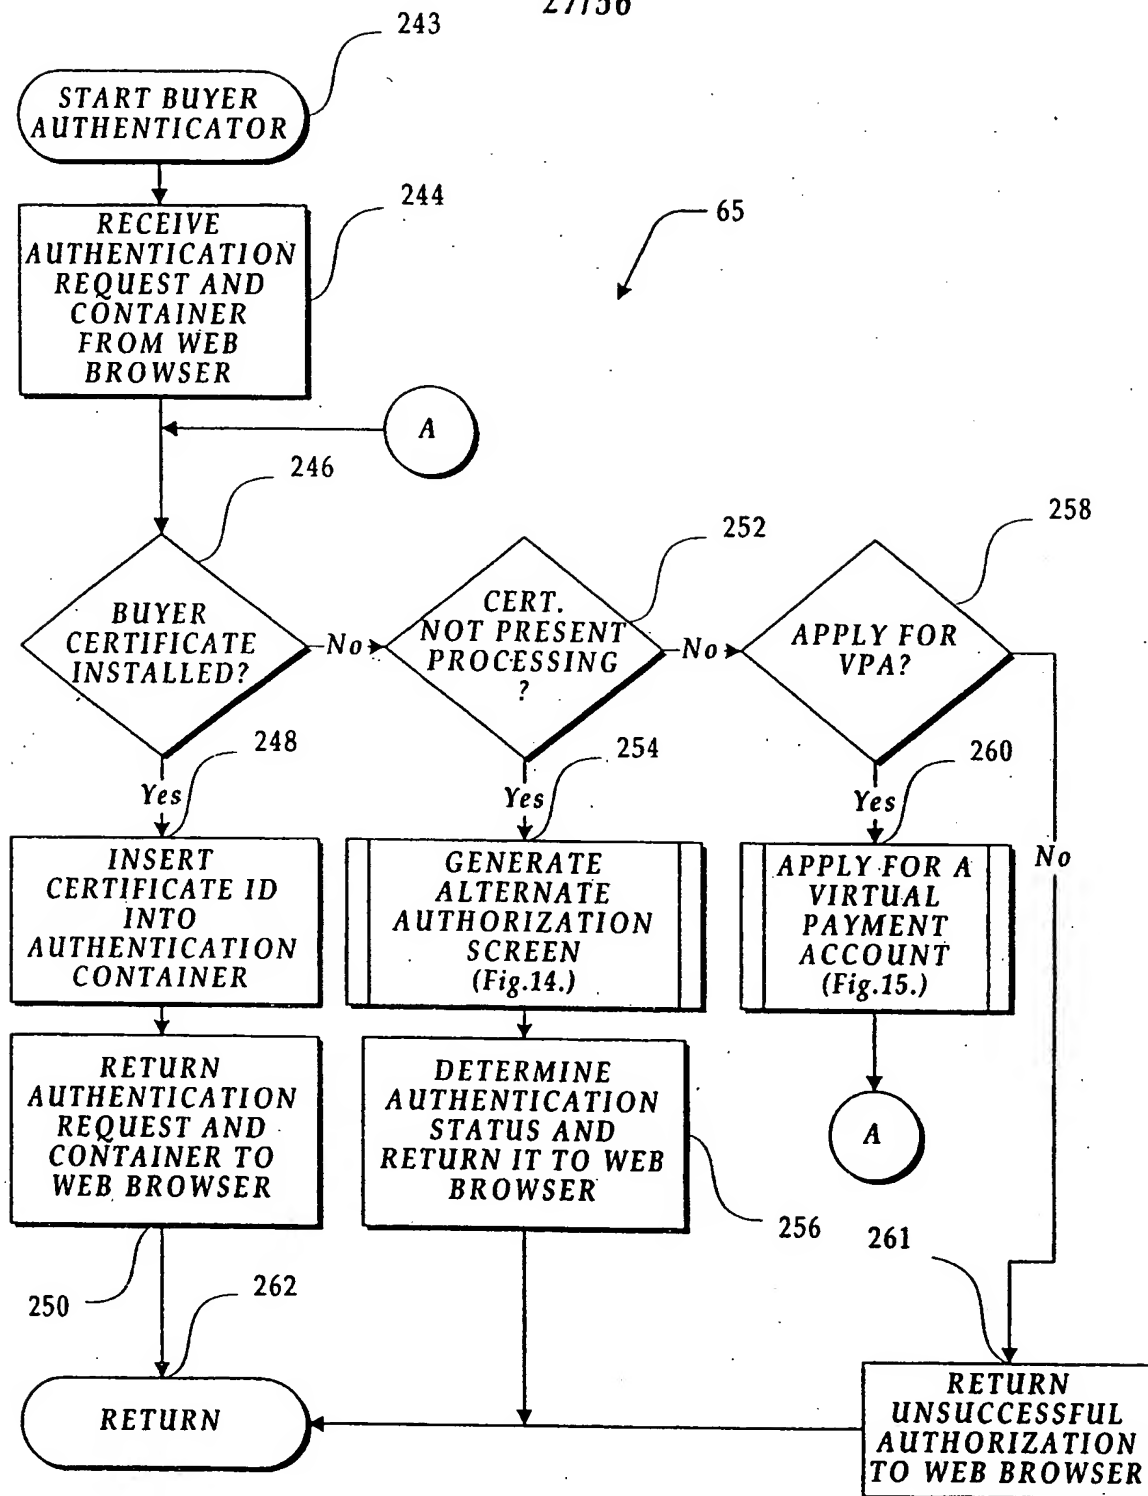 27/56
243
START BUYER
AUTHENTICATOR
244
RECEIVE
AUTHENTICATION
REQUEST AND
CONTAINER
FROM WEB
BROWSER
65
A
246
252
258
BUYER
CERTIFICATE
INSTALLED?
No
CERT.
NOT PRESENT
PROCESSING
?
No
APPLY FOR
VPA?
248
254
260
Yes
Yes
Yes
No
INSERT
CERTIFICATE ID
INTO
AUTHENTICATION
CONTAINER
GENERATE
ALTERNATE
AUTHORIZATION
SCREEN
(Fig.14.)
APPLY FOR A
VIRTUAL
PAYMENT
ACCOUNT
(Fig.15.)
RETURN
AUTHENTICATION
REQUEST AND
CONTAINER TO
WEB BROWSER
DETERMINE
AUTHENTICATION
STATUS AND
RETURN IT TO WEB
BROWSER
A
256
261
250
262
RETURN
RETURN
UNSUCCESSFUL
AUTHORIZATION
TO WEB BROWSER